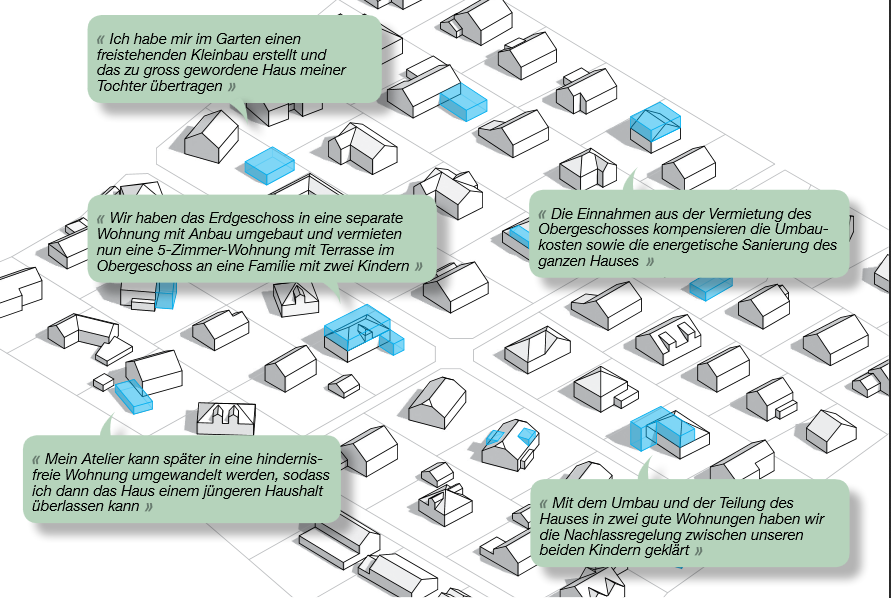 « Ich habe mir im Garten einen
freistehenden Kleinbau erstellt und
das zu gross gewordene Haus meiner
Tochter übertragen »
« Wir haben das Erdgeschoss in eine separate
Wohnung mit Anbau umgebaut und vermieten
nun eine 5-Zimmer-Wohnung mit Terrasse im
Obergeschoss an eine Familie mit zwei Kindern »
« Die Einnahmen aus der Vermietung des
Obergeschosses kompensieren die Umbau-
kosten sowie die energetische Sanierung des
ganzen Hauses »
« Mein Atelier kann später in eine hindernis-
freie Wohnung umgewandelt werden, sodass
ich dann das Haus einem jüngeren Haushalt
überlassen kann »
« Mit dem Umbau und der Teilung des
Hauses in zwei gute Wohnungen haben wir
die Nachlassregelung zwischen unseren
beiden Kindern geklärt »